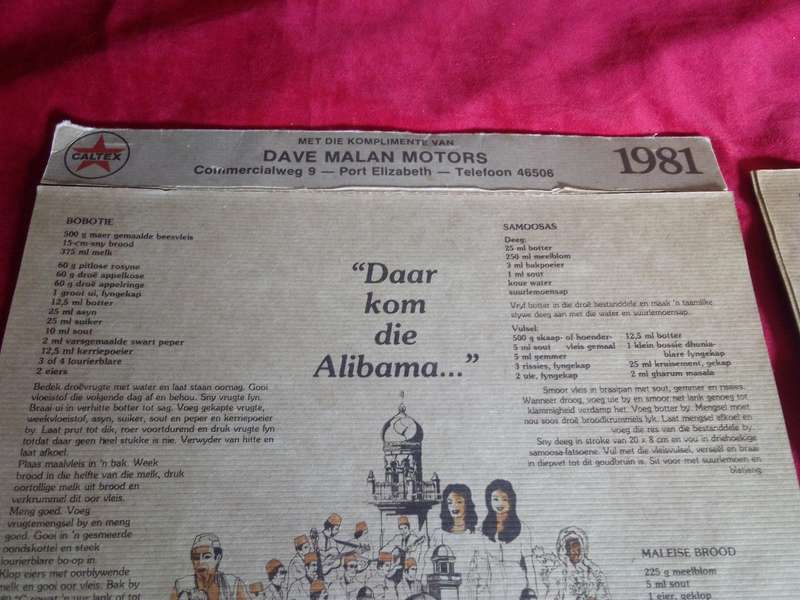 CALTEX
MET DIE KOMPLIMENTE VAN
DAVE MALAN MOTORS
Commercialweg 9 — Port Elizabeth — Telefoon 46506
1981
BOBOTIE
500 g maer gemaalde beesvleis
15-cm-sny brood
375 ml melk
60 g pitlose rosyne
60 g droë appelkose
60 g droë appelringe
1 groot ui, fyngekap
12,5 ml botter
25 ml asyn
25 ml suiker
10 ml sout
2 ml varsgemaalde swart peper
12,5 ml kerriepoeier
3 of 4 lourierblare
2 eiers
Bedek droëvrugte met water en laat staan oornag. Gooi
vloeistof die volgende dag af en behou. Sny vrugte fyn.
Braai ui in verhitte botter tot sag. Voeg gekapte vrugte,
weekvloeistof, asyn, suiker, sout en peper en kerriepoeier
by. Laat prut tot dik, roer voortdurend en druk vrugte fyn
totdat daar geen heel stukke is nie. Verwyder van hitte en
laat afkoel.
Plaas maalvleis in 'n bak. Week
brood in die helfte van die melk, druk
oortollige melk uit brood en
verkrummel dit oor vleis.
Meng goed. Voeg
vrugtemengsel by en meng
goed. Gooi in 'n gesmeerde
oondskottel en steek
lourierblare bo-op in.
Klop eiers met oorblywende
melk en gooi oor vleis. Bak by
"Daar
kom
die
Alibama..."
SAMOOSAS
Deeg:
25 ml botter
250 ml meelblom
3 ml bakpoeier
1 ml sout
koue water
suurlemoensap
Vryf botter in die droë bestanddele en maak 'n taamlike
stywe deeg aan met die water en suurlemoensap.
Vulsel:
500 g skaap- of hoender-
vleis gemaal
5 ml sout
5 ml gemmer
3 rissies, fyngekap
2 uie, fyngekap
12,5 ml botter
1 klein bossie dhunia-
blare fyngekap
25 ml kruisement, gekap
2 ml gharum masala
Smoor vleis in braaipan met sout, gemmer en rissies.
Wanneer droog, voeg uie by en smoor net lank genoeg tot
klammigheid verdamp het. Voeg botter by. Mengsel moet
nou soos droë broodkrummels lyk. Laat mengsel afkoel en
voeg die res van die bestanddele by.
Sny deeg in stroke van 20 x 8 cm en vou in driehoekige
samoosa-fatsoene. Vul met die vleisvulsel, verseël en braai
in diepvet tot dit goudbruin is. Sit voor met suurlemoen en
blatjang.
MALEISE BROOD
225 g meelblom
5 ml sout
1 eier, geklop